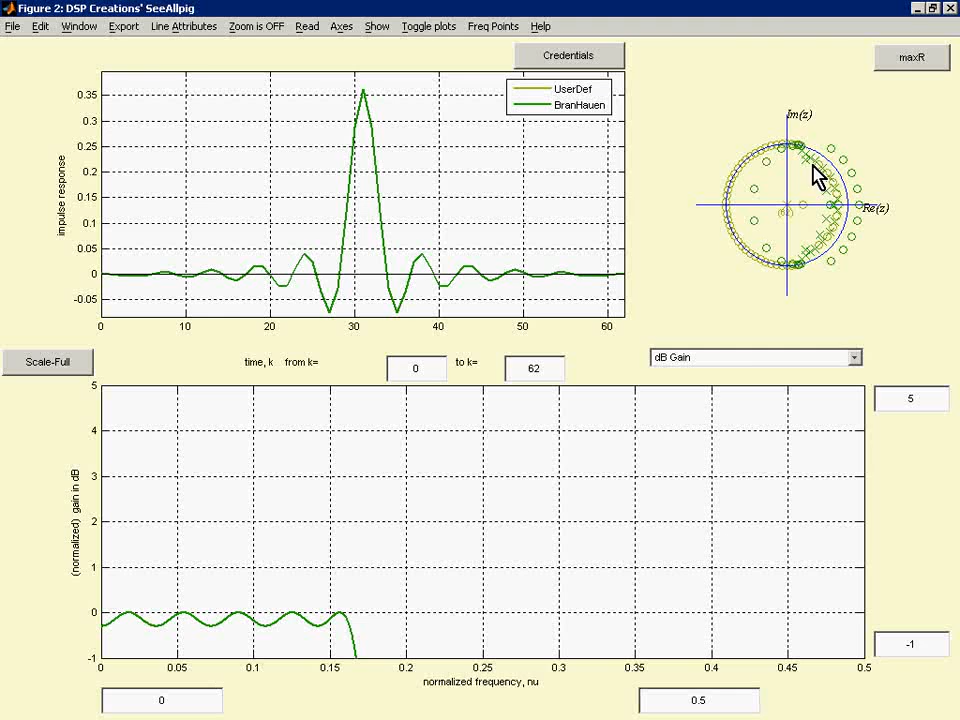 Figure 2: DSP Creations' SeeAllpig
File Edit Window Export Line Attributes Zoom is OFF Read Axes Show Toggle plots Freq Points Help
Credentials
maxR
UserDef
BranHauen
impulse response
0.35
0.3
0.25
0.2
0.15
0.1
0.05
0
-0.05
0 10 20 30 40 50 60
Im(z)
Re(z)
Scale-Full
time, k from k= 0 to k= 62
dB Gain
5
-1
(normalized) gain in dB
5
4
3
2
1
0
-1
0 0.05 0.1 0.15 0.2 0.25 0.3 0.35 0.4 0.45 0.5
normalized frequency, nu
0
0.5